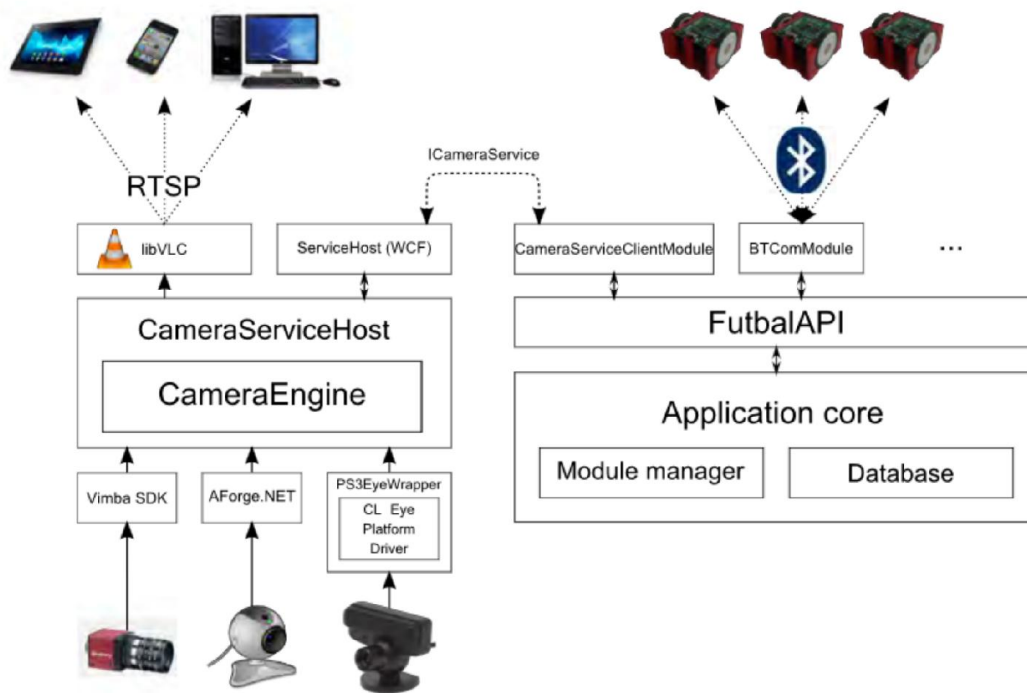 RTSP
ICameraService
libVLC
ServiceHost (WCF)
CameraServiceClientModule
BTComModule
...
CameraServiceHost
CameraEngine
FutbalAPI
Application core
Module manager
Database
Vimba SDK
AForge.NET
PS3EyeWrapper
CL Eye
Platform
Driver